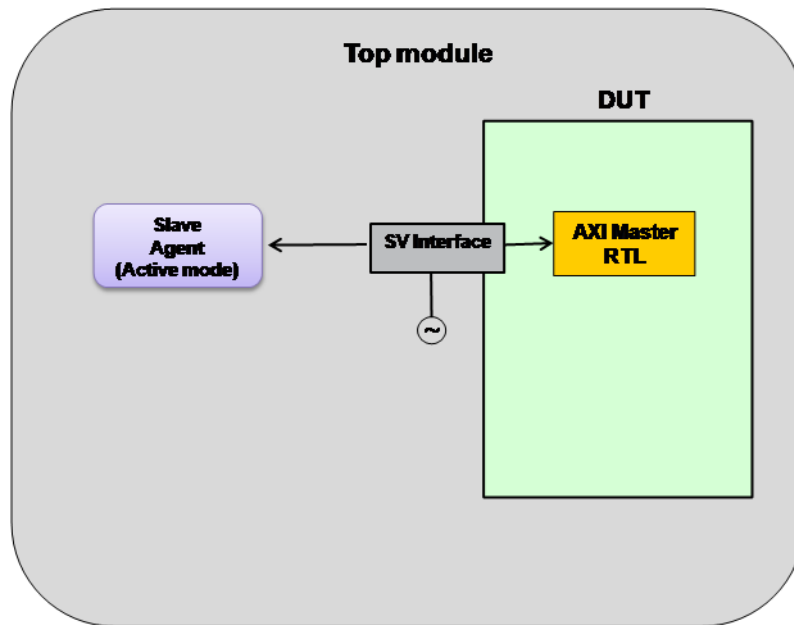 Top module
DUT
Slave
Agent
(Active mode)
SV Interface
AXI Master
RTL
~